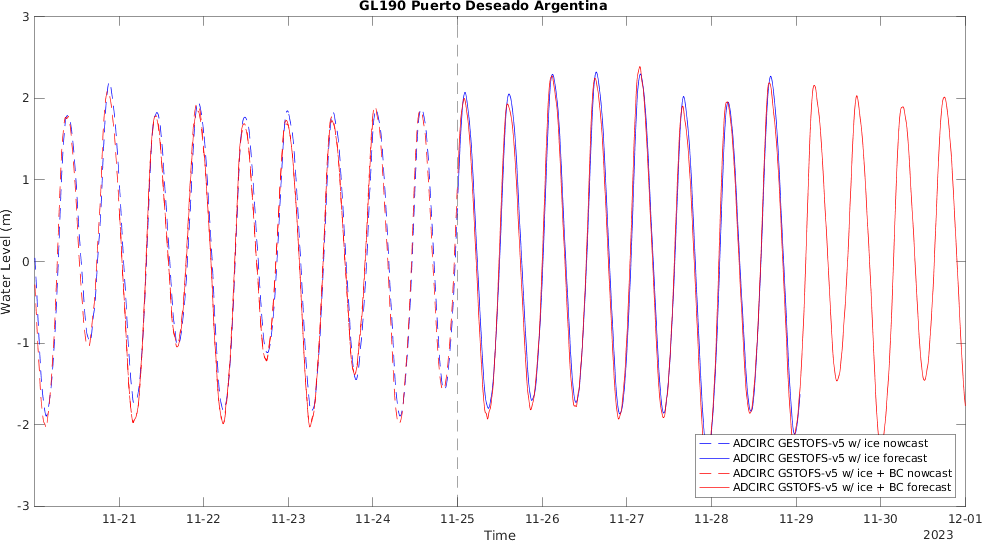 GL190 Puerto Deseado Argentina
3
2
1
0
-1
-2
-3
Water Level (m)
ADCIRC GESTOFS-v5 w/ ice nowcast
ADCIRC GESTOFS-v5 w/ ice forecast
ADCIRC GSTOFS-v5 w/ ice + BC nowcast
ADCIRC GSTOFS-v5 w/ ice + BC forecast
11-21 11-22 11-23 11-24 11-25 11-26 11-27 11-28 11-29 11-30 12-01
Time
2023